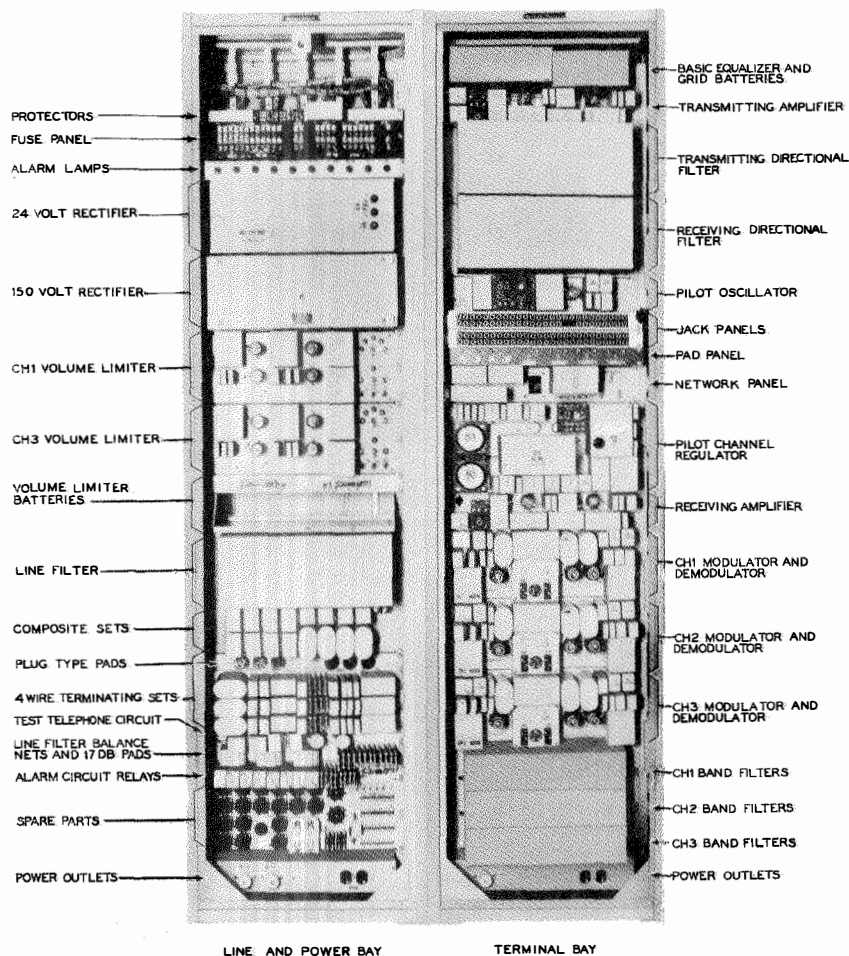 PROTECTORS
FUSE PANEL
ALARM LAMPS
24 VOLT RECTIFIER
150 VOLT RECTIFIER
CH1 VOLUME LIMITER
CH3 VOLUME LIMITER
VOLUME LIMITER
BATTERIES
LINE FILTER
COMPOSITE SETS
PLUG TYPE PADS
4 WIRE TERMINATING SETS
TEST TELEPHONE CIRCUIT
LINE FILTER BALANCE
NETS AND 17 DB PADS
ALARM CIRCUIT RELAYS
SPARE PARTS
POWER OUTLETS
BASIC EQUALIZER AND
GRID BATTERIES
TRANSMITTING AMPLIFIER
TRANSMITTING DIRECTIONAL
FILTER
RECEIVING DIRECTIONAL
FILTER
PILOT OSCILLATOR
JACK PANELS
PAD PANEL
NETWORK PANEL
PILOT CHANNEL
REGULATOR
RECEIVING AMPLIFIER
CH1 MODULATOR AND
DEMODULATOR
CH2 MODULATOR AND
DEMODULATOR
CH3 MODULATOR AND
DEMODULATOR
CH1 BAND FILTERS
CH2 BAND FILTERS
CH3 BAND FILTERS
POWER OUTLETS
LINE AND POWER BAY
TERMINAL BAY